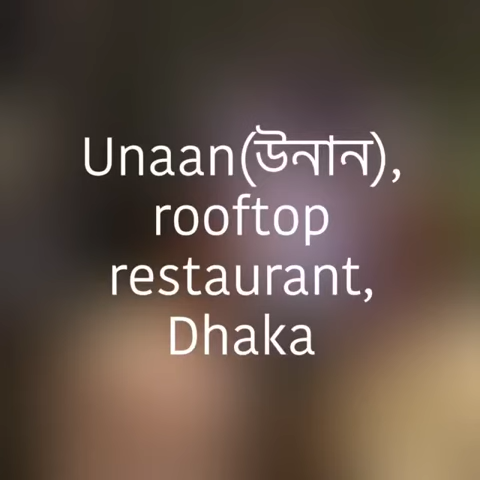 Unaan(উনান),
rooftop
restaurant,
Dhaka